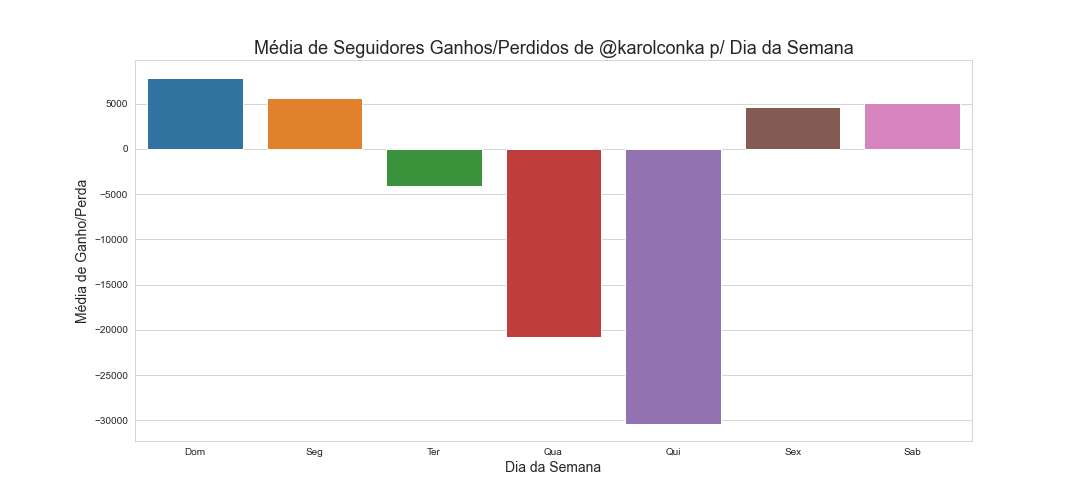 Média de Seguidores Ganhos/Perdidos de @karolconka p/ Dia da Semana
Média de Ganho/Perda
5000
0
−5000
−10000
−15000
−20000
−25000
−30000
Dom Seg Ter Qua Qui Sex Sab
Dia da Semana